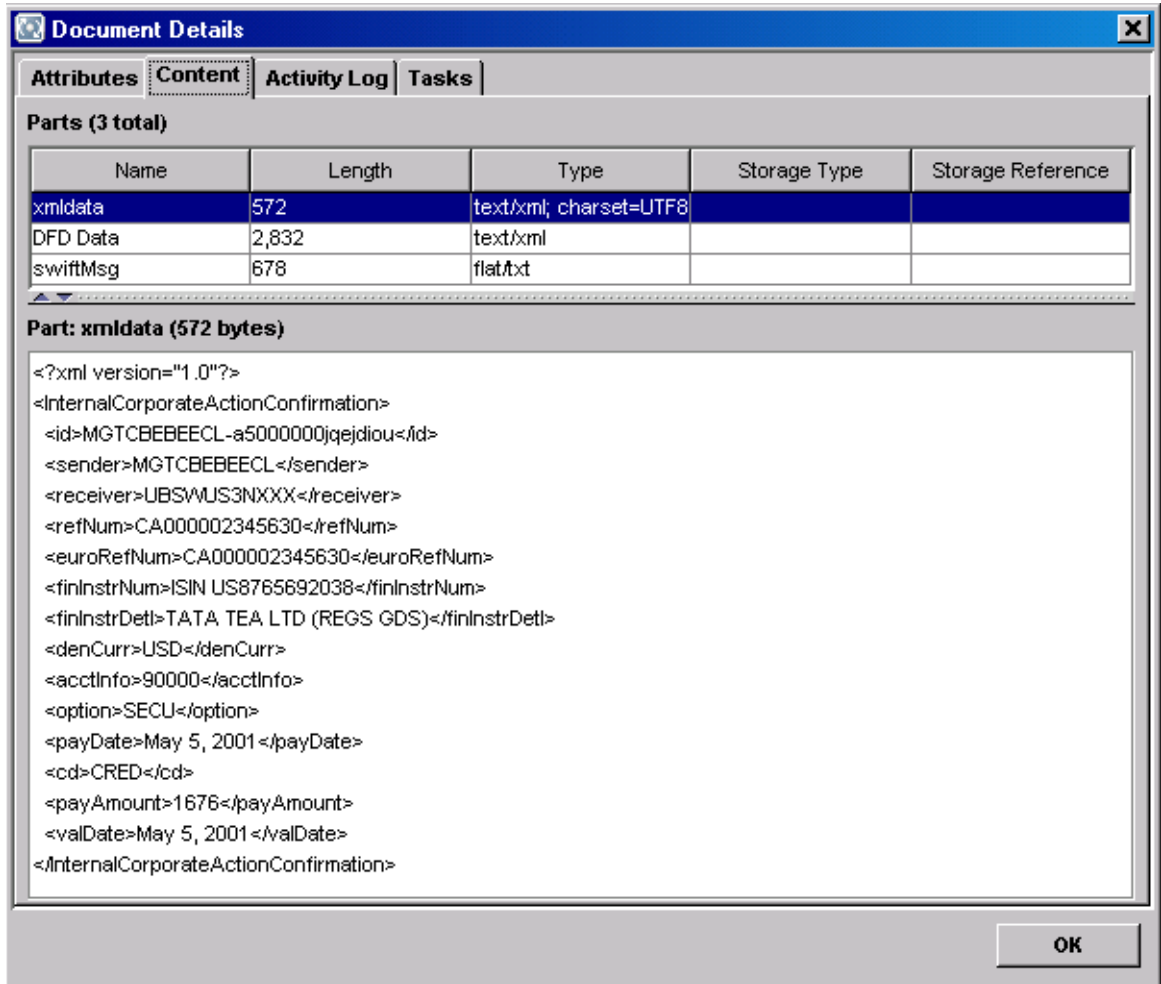 Document Details
Attributes Content Activity Log Tasks
Parts (3 total)
Name Length Type Storage Type Storage Reference
xmldata 572 text/xml; charset=UTF8
DFD Data 2,832 text/xml
swiftMsg 678 flat/txt
Part: xmldata (572 bytes)
<?xml version="1.0"?>
<InternalCorporateActionConfirmation>
<id>MGTCBEBEECL-a5000000jqejdiou</id>
<sender>MGTCBEBEECL</sender>
<receiver>UBSWUS3NXXX</receiver>
<refNum>CA000002345630</refNum>
<euroRefNum>CA000002345630</euroRefNum>
<finInstrNum>ISIN US8765692038</finInstrNum>
<finInstrDetl>TATA TEA LTD (REGS GDS)</finInstrDetl>
<denCurr>USD</denCurr>
<acctInfo>90000</acctInfo>
<option>SECU</option>
<payDate>May 5, 2001</payDate>
<cd>CRED</cd>
<payAmount>1676</payAmount>
<valDate>May 5, 2001</valDate>
</InternalCorporateActionConfirmation>
OK